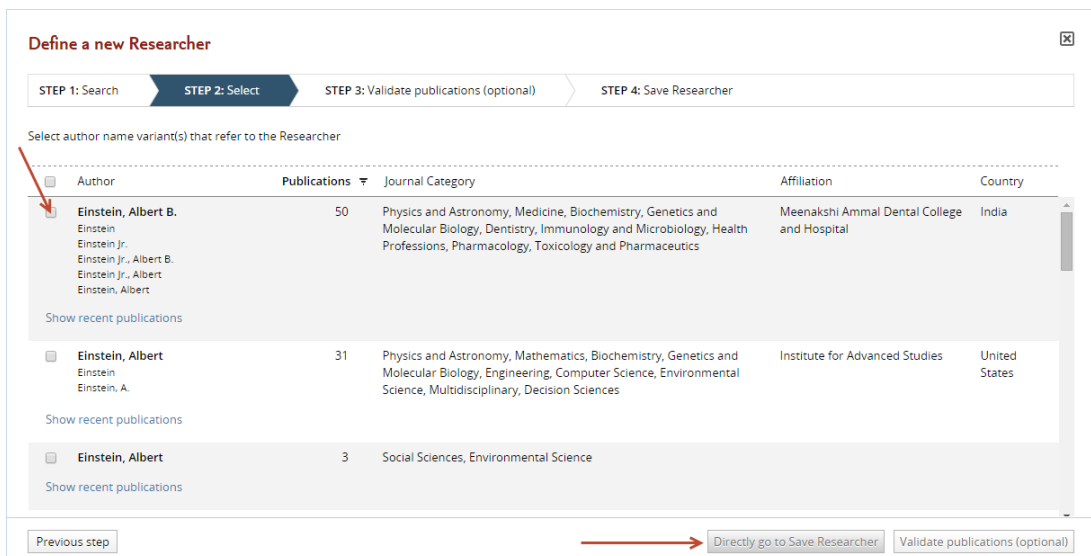 Define a new Researcher
STEP 1: Search
STEP 2: Select
STEP 3: Validate publications (optional)
STEP 4: Save Researcher
Select author name variant(s) that refer to the Researcher
Author Publications Journal Category Affiliation Country
Einstein, Albert B. 50 Physics and Astronomy, Medicine, Biochemistry, Genetics and Meenakshi Ammal Dental College India
Einstein Molecular Biology, Dentistry, Immunology and Microbiology, Health and Hospital
Einstein Jr. Professions, Pharmacology, Toxicology and Pharmaceutics
Einstein Jr., Albert B.
Einstein Jr., Albert
Einstein, Albert
Show recent publications
Einstein, Albert 31 Physics and Astronomy, Mathematics, Biochemistry, Genetics and Institute for Advanced Studies United
Einstein Molecular Biology, Engineering, Computer Science, Environmental States
Einstein, A. Science, Multidisciplinary, Decision Sciences
Show recent publications
Einstein, Albert 3 Social Sciences, Environmental Science
Show recent publications
Previous step Directly go to Save Researcher Validate publications (optional)